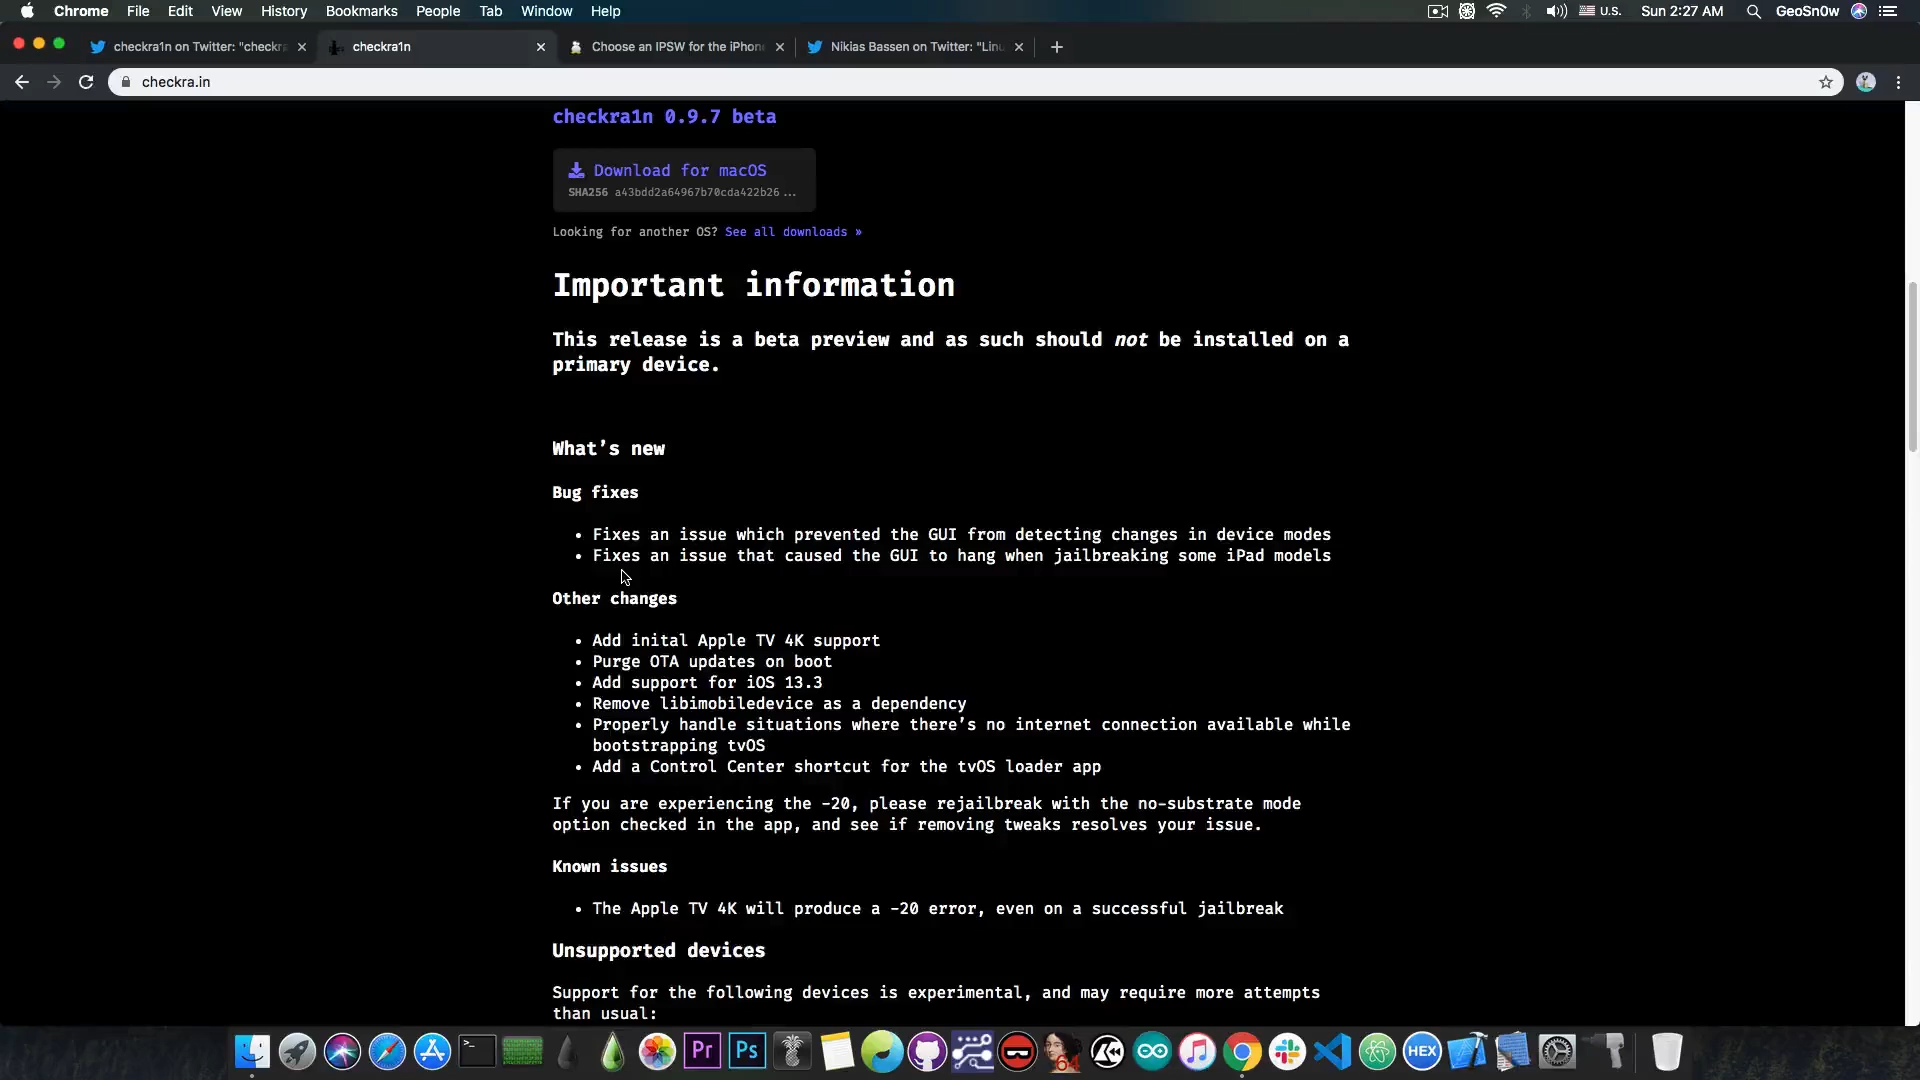 Chrome File Edit View History Bookmarks People Tab Window Help U.S. Sun 2:27 AM GeoSn0w
checkra1n on Twitter: "checkra
checkra1n
Choose an IPSW for the iPhon
Nikias Bassen on Twitter: "Linu
checkra.in
checkra1n 0.9.7 beta
Download for macOS
SHA256 a43bdd2a64967b70cda422b26 ...
Looking for another OS? See all downloads »
Important information
This release is a beta preview and as such should not be installed on a
primary device.
What's new
Bug fixes
• Fixes an issue which prevented the GUI from detecting changes in device modes
• Fixes an issue that caused the GUI to hang when jailbreaking some iPad models
Other changes
• Add inital Apple TV 4K support
• Purge OTA updates on boot
• Add support for iOS 13.3
• Remove libimobiledevice as a dependency
• Properly handle situations where there's no internet connection available while
bootstrapping tvOS
• Add a Control Center shortcut for the tvOS loader app
If you are experiencing the -20, please rejailbreak with the no-substrate mode
option checked in the app, and see if removing tweaks resolves your issue.
Known issues
• The Apple TV 4K will produce a -20 error, even on a successful jailbreak
Unsupported devices
Support for the following devices is experimental, and may require more attempts
than usual:
>_ Pr Ps 64 HEX